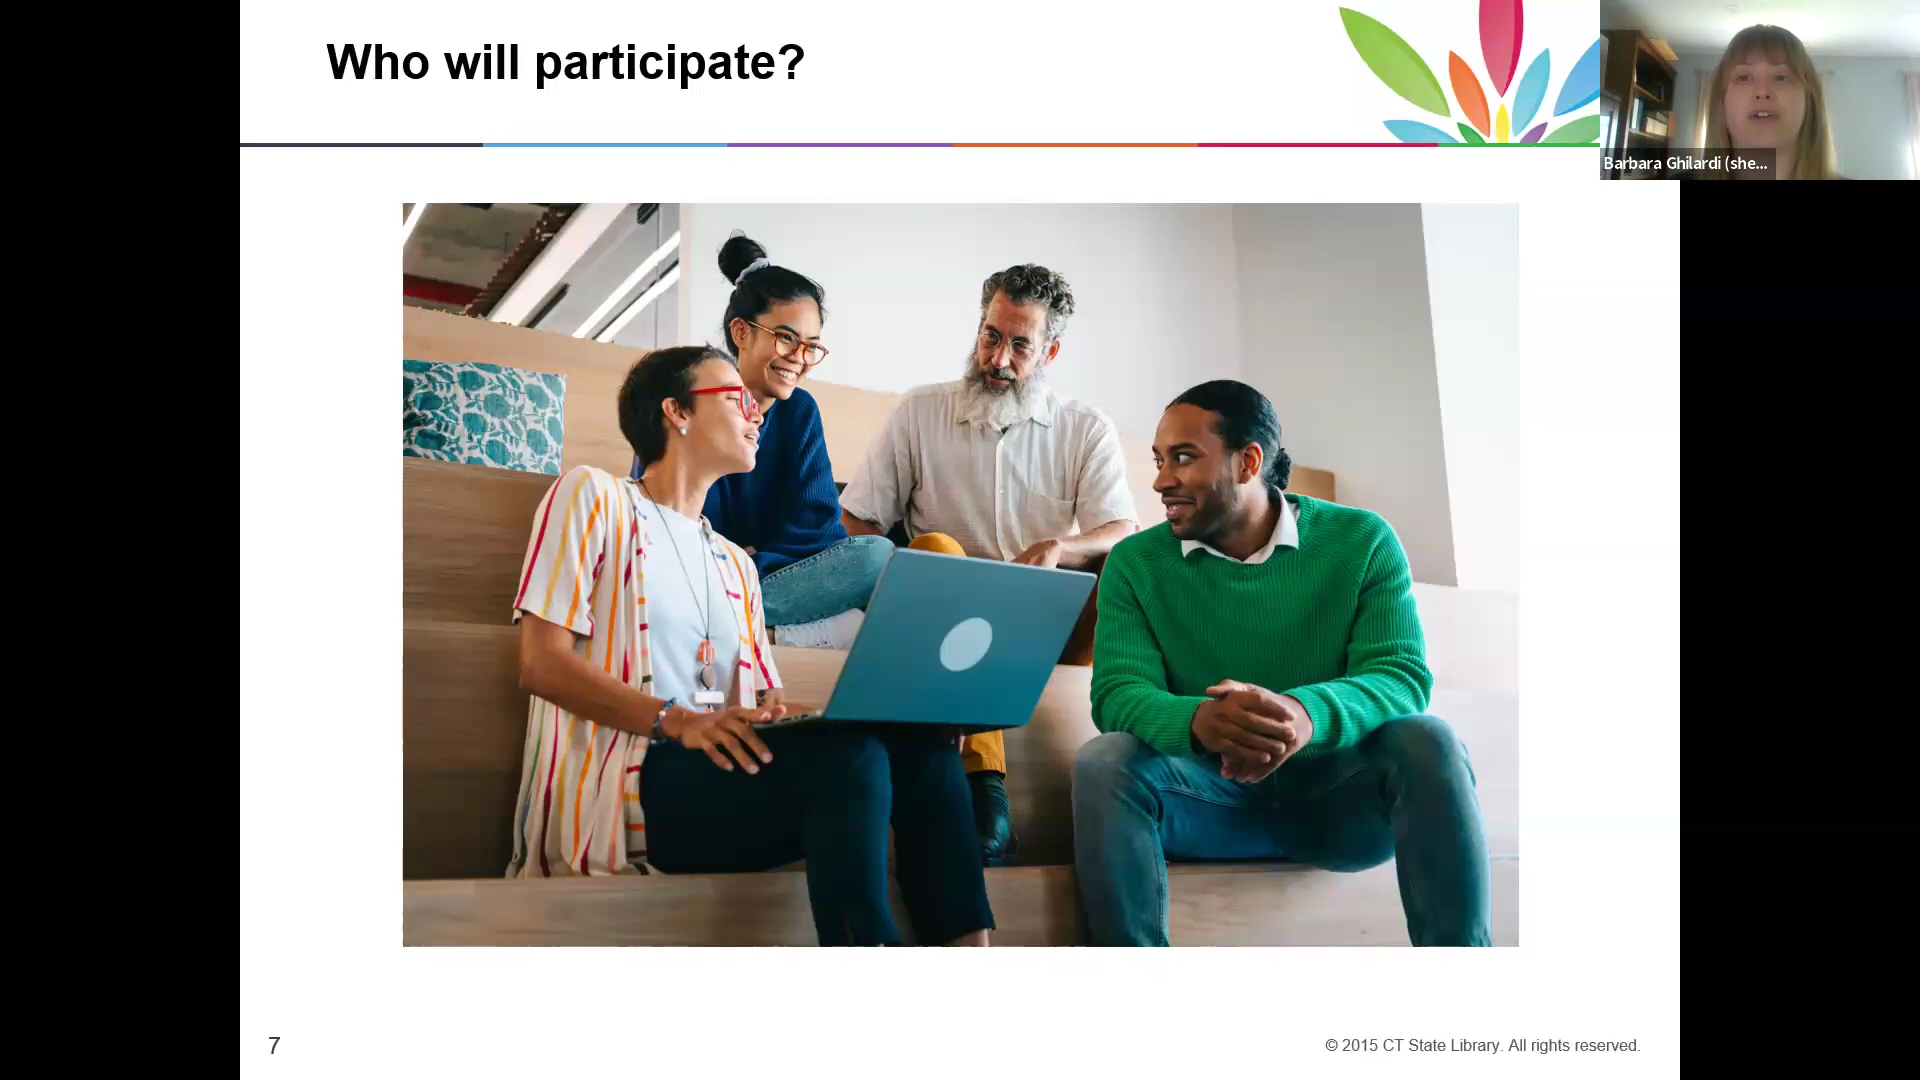 Who will participate?
Barbara Ghilardi (she...
7
© 2015 CT State Library. All rights reserved.